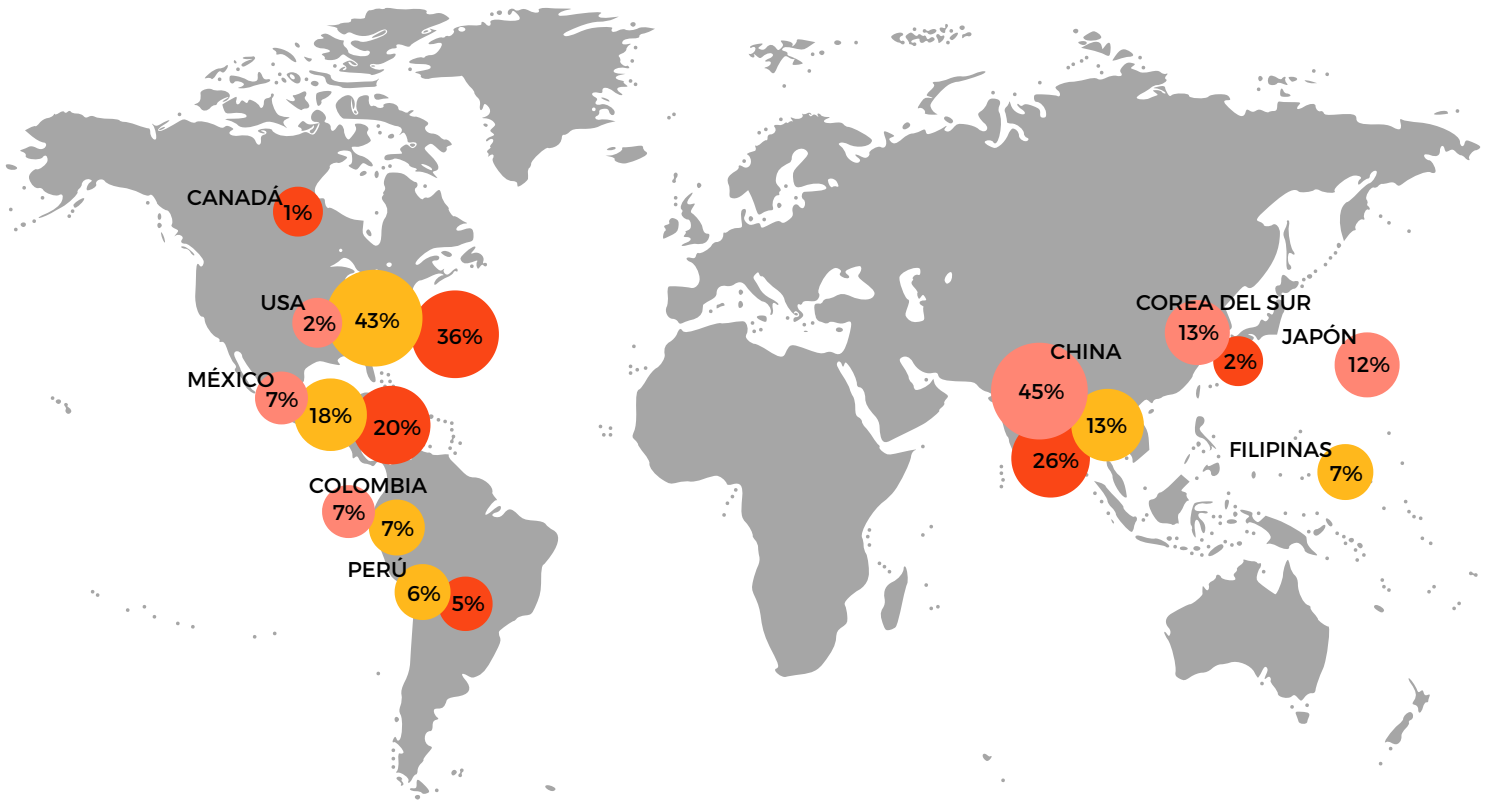 CANADÁ
1%
USA
2%
43%
36%
MÉXICO
7%
18%
20%
COLOMBIA
7%
7%
PERÚ
6%
5%
COREA DEL SUR
13%
2%
JAPÓN
12%
CHINA
45%
13%
26%
FILIPINAS
7%